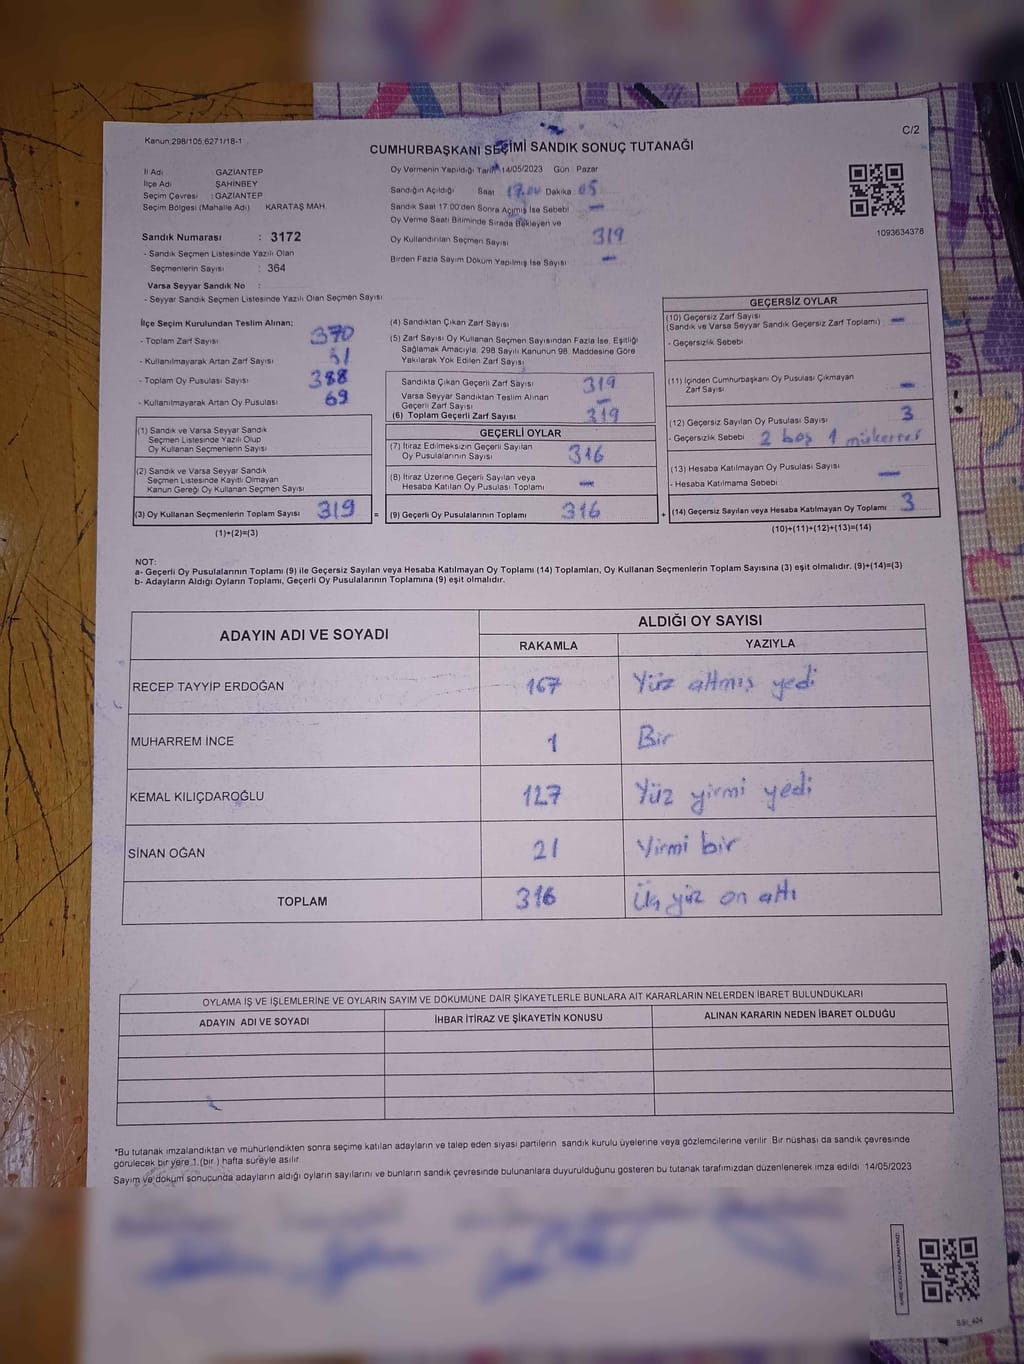 Kanun:298/105,6271/18-1
C/2
CUMHURBAŞKANI SEÇİMİ SANDIK SONUÇ TUTANAĞI
İl Adı GAZİANTEP
İlçe Adı ŞAHİNBEY
Seçim Çevresi : GAZİANTEP
Seçim Bölgesi (Mahalle Adı) KARATAŞ MAH.
Sandık Numarası : 3172
- Sandık Seçmen Listesinde Yazılı Olan
Seçmenlerin Sayısı : 364
Varsa Seyyar Sandık No :
- Seyyar Sandık Seçmen Listesinde Yazılı Olan Seçmen Sayısı
Oy Vermenin Yapıldığı Tarih 14/05/2023 Gün Pazar
Sandığın Açıldığı Saat 17.00 Dakika : 05
Sandık Saat 17:00'den Sonra Açılmış İse Sebebi —
Oy Verme Saati Bitiminde Sırada Bekleyen ve
Oy Kullandırılan Seçmen Sayısı 319
Birden Fazla Sayım Döküm Yapılmış İse Sayısı —
1093634378
İlçe Seçim Kurulundan Teslim Alınan;
- Toplam Zarf Sayısı 370
- Kullanılmayarak Artan Zarf Sayısı 51
- Toplam Oy Pusulası Sayısı 388
- Kullanılmayarak Artan Oy Pusulası 69
(1) Sandık ve Varsa Seyyar Sandık
Seçmen Listesinde Yazılı Olup
Oy Kullanan Seçmenlerin Sayısı
(2) Sandık ve Varsa Seyyar Sandık
Seçmen Listesinde Kayıtlı Olmayan
Kanun Gereği Oy Kullanan Seçmen Sayısı
(3) Oy Kullanan Seçmenlerin Toplam Sayısı 319 =
(1)+(2)=(3)
(4) Sandıktan Çıkan Zarf Sayısı
(5) Zarf Sayısı Oy Kullanan Seçmen Sayısından Fazla İse, Eşitliği
Sağlamak Amacıyla, 298 Sayılı Kanunun 98. Maddesine Göre
Yakılarak Yok Edilen Zarf Sayısı
Sandıkta Çıkan Geçerli Zarf Sayısı 319
Varsa Seyyar Sandıktan Teslim Alınan
Geçerli Zarf Sayısı —
(6) Toplam Geçerli Zarf Sayısı 319
GEÇERLİ OYLAR
(7) İtiraz Edilmeksizin Geçerli Sayılan
Oy Pusulalarının Sayısı 316
(8) İtiraz Üzerine Geçerli Sayılan veya
Hesaba Katılan Oy Pusulası Toplamı —
(9) Geçerli Oy Pusulalarının Toplamı 316 +
GEÇERSİZ OYLAR
(10) Geçersiz Zarf Sayısı
(Sandık ve Varsa Seyyar Sandık Geçersiz Zarf Toplamı) —
- Geçersizlik Sebebi
(11) İçinden Cumhurbaşkanı Oy Pusulası Çıkmayan
Zarf Sayısı —
(12) Geçersiz Sayılan Oy Pusulası Sayısı 3
- Geçersizlik Sebebi 2 boş 1 mükerrer
(13) Hesaba Katılmayan Oy Pusulası Sayısı —
- Hesaba Katılmama Sebebi
(14) Geçersiz Sayılan veya Hesaba Katılmayan Oy Toplamı 3
(10)+(11)+(12)+(13)=(14)
NOT:
a- Geçerli Oy Pusulalarının Toplamı (9) ile Geçersiz Sayılan veya Hesaba Katılmayan Oy Toplamı (14) Toplamları, Oy Kullanan Seçmenlerin Toplam Sayısına (3) eşit olmalıdır. (9)+(14)=(3)
b- Adayların Aldığı Oyların Toplamı, Geçerli Oy Pusulalarının Toplamına (9) eşit olmalıdır.
ADAYIN ADI VE SOYADI ALDIĞI OY SAYISI
RAKAMLA YAZIYLA
RECEP TAYYİP ERDOĞAN 167 Yüz altmış yedi
MUHARREM İNCE 1 Bir
KEMAL KILIÇDAROĞLU 127 Yüz yirmi yedi
SİNAN OĞAN 21 Yirmi bir
TOPLAM 316 Üç yüz on altı
OYLAMA İŞ VE İŞLEMLERİNE VE OYLARIN SAYIM VE DÖKÜMÜNE DAİR ŞİKAYETLERLE BUNLARA AİT KARARLARIN NELERDEN İBARET BULUNDUKLARI
ADAYIN ADI VE SOYADI İHBAR İTİRAZ VE ŞİKAYETİN KONUSU ALINAN KARARIN NEDEN İBARET OLDUĞU
*Bu tutanak imzalandıktan ve mühürlendikten sonra seçime katılan adayların ve talep eden siyasi partilerin sandık kurulu üyelerine veya gözlemcilerine verilir. Bir nüshası da sandık çevresinde
görülecek bir yere 1 (bir ) hafta süreyle asılır.
Sayım ve döküm sonucunda adayların aldığı oyların sayılarını ve bunların sandık çevresinde bulunanlara duyurulduğunu gösteren bu tutanak tarafımızdan düzenlenerek imza edildi. 14/05/2023